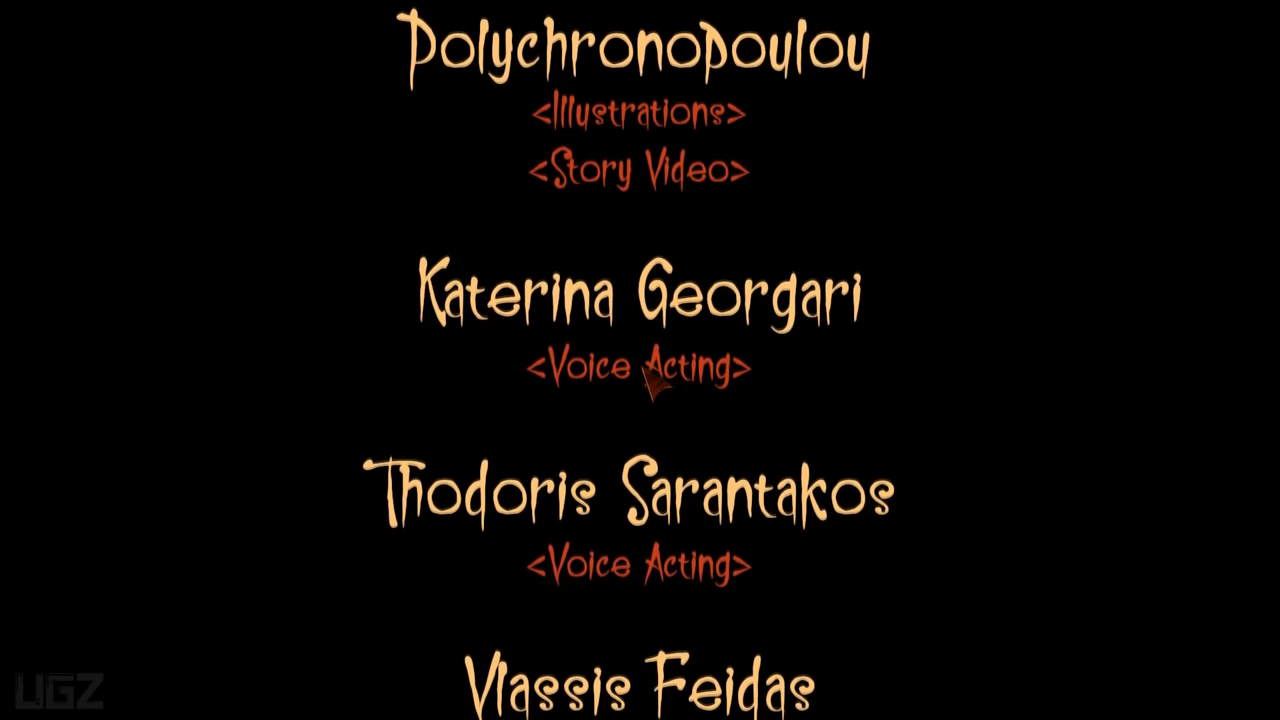 Polychronopoulou
<Illustrations>
<Story Video>
Katerina Georgari
<Voice Acting>
Thodoris Sarantakos
<Voice Acting>
Vlassis Feidas
UGZ